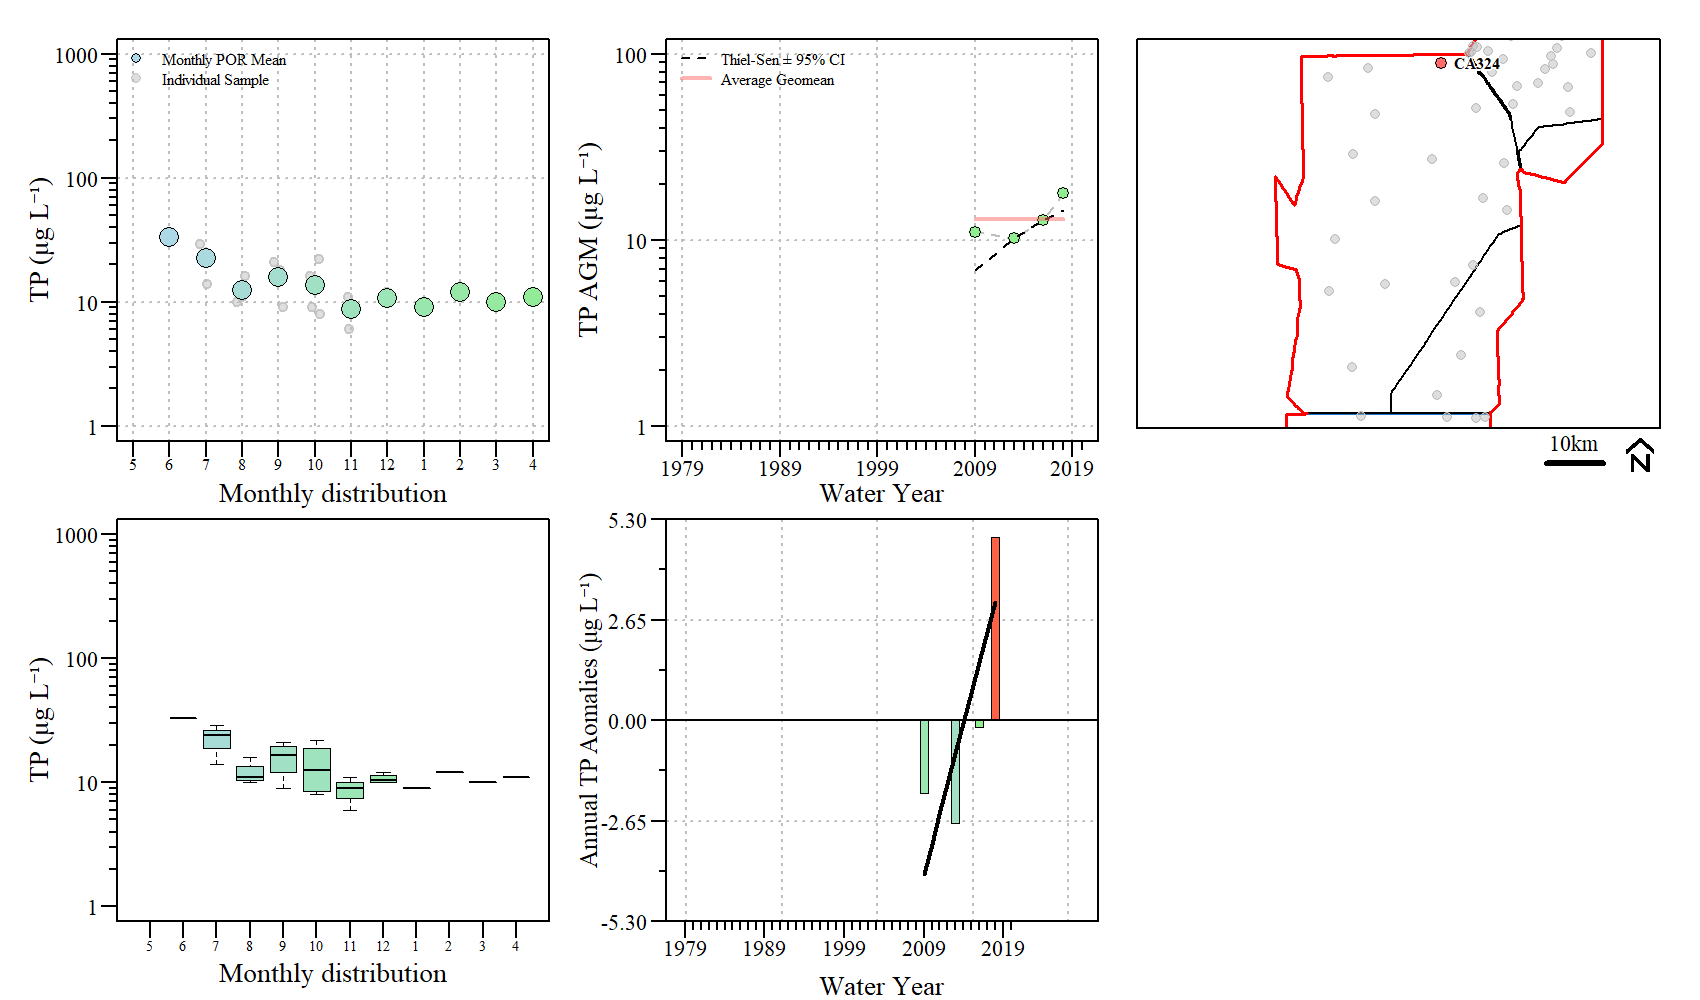 TP (µg L⁻¹)
1000
100
10
1
Monthly POR Mean
Individual Sample
5 6 7 8 9 10 11 12 1 2 3 4
Monthly distribution
TP AGM (µg L⁻¹)
100
10
1
Thiel-Sen ± 95% CI
Average Geomean
1979 1989 1999 2009 2019
Water Year
CA324
10km
N
TP (µg L⁻¹)
1000
100
10
1
5 6 7 8 9 10 11 12 1 2 3 4
Monthly distribution
Annual TP Aomalies (µg L⁻¹)
5.30
2.65
0.00
-2.65
-5.30
1979 1989 1999 2009 2019
Water Year